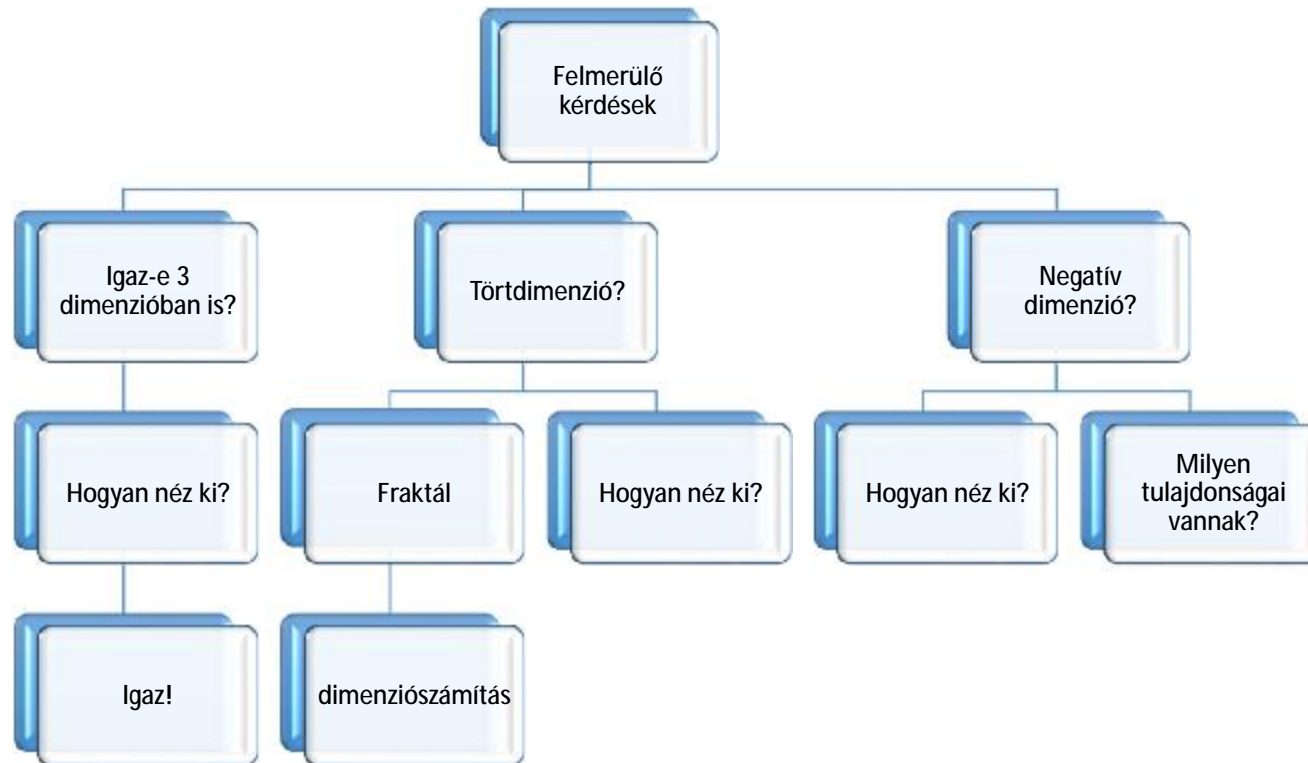 Felmerülő
kérdések
Igaz-e 3
dimenzióban is?
Törtdimenzió?
Negatív
dimenzió?
Hogyan néz ki?
Fraktál
Hogyan néz ki?
Hogyan néz ki?
Milyen
tulajdonságai
vannak?
Igaz!
dimenziószámítás